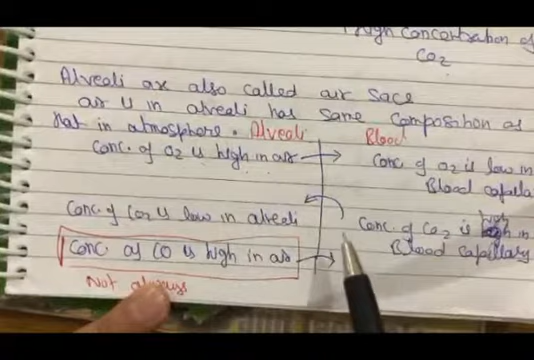 High Concentration of
CO2
Alveoli are also called air sacs
air is in alveoli has same composition as
that in atmosphere. Alveoli
Blood
Conc. of O2 is high in air
Conc. of O2 is low in
Blood capilla
Conc. of CO2 is low in alveoli
Conc. of CO2 is high in
Blood capillary
Conc. of CO is high in air
Not always